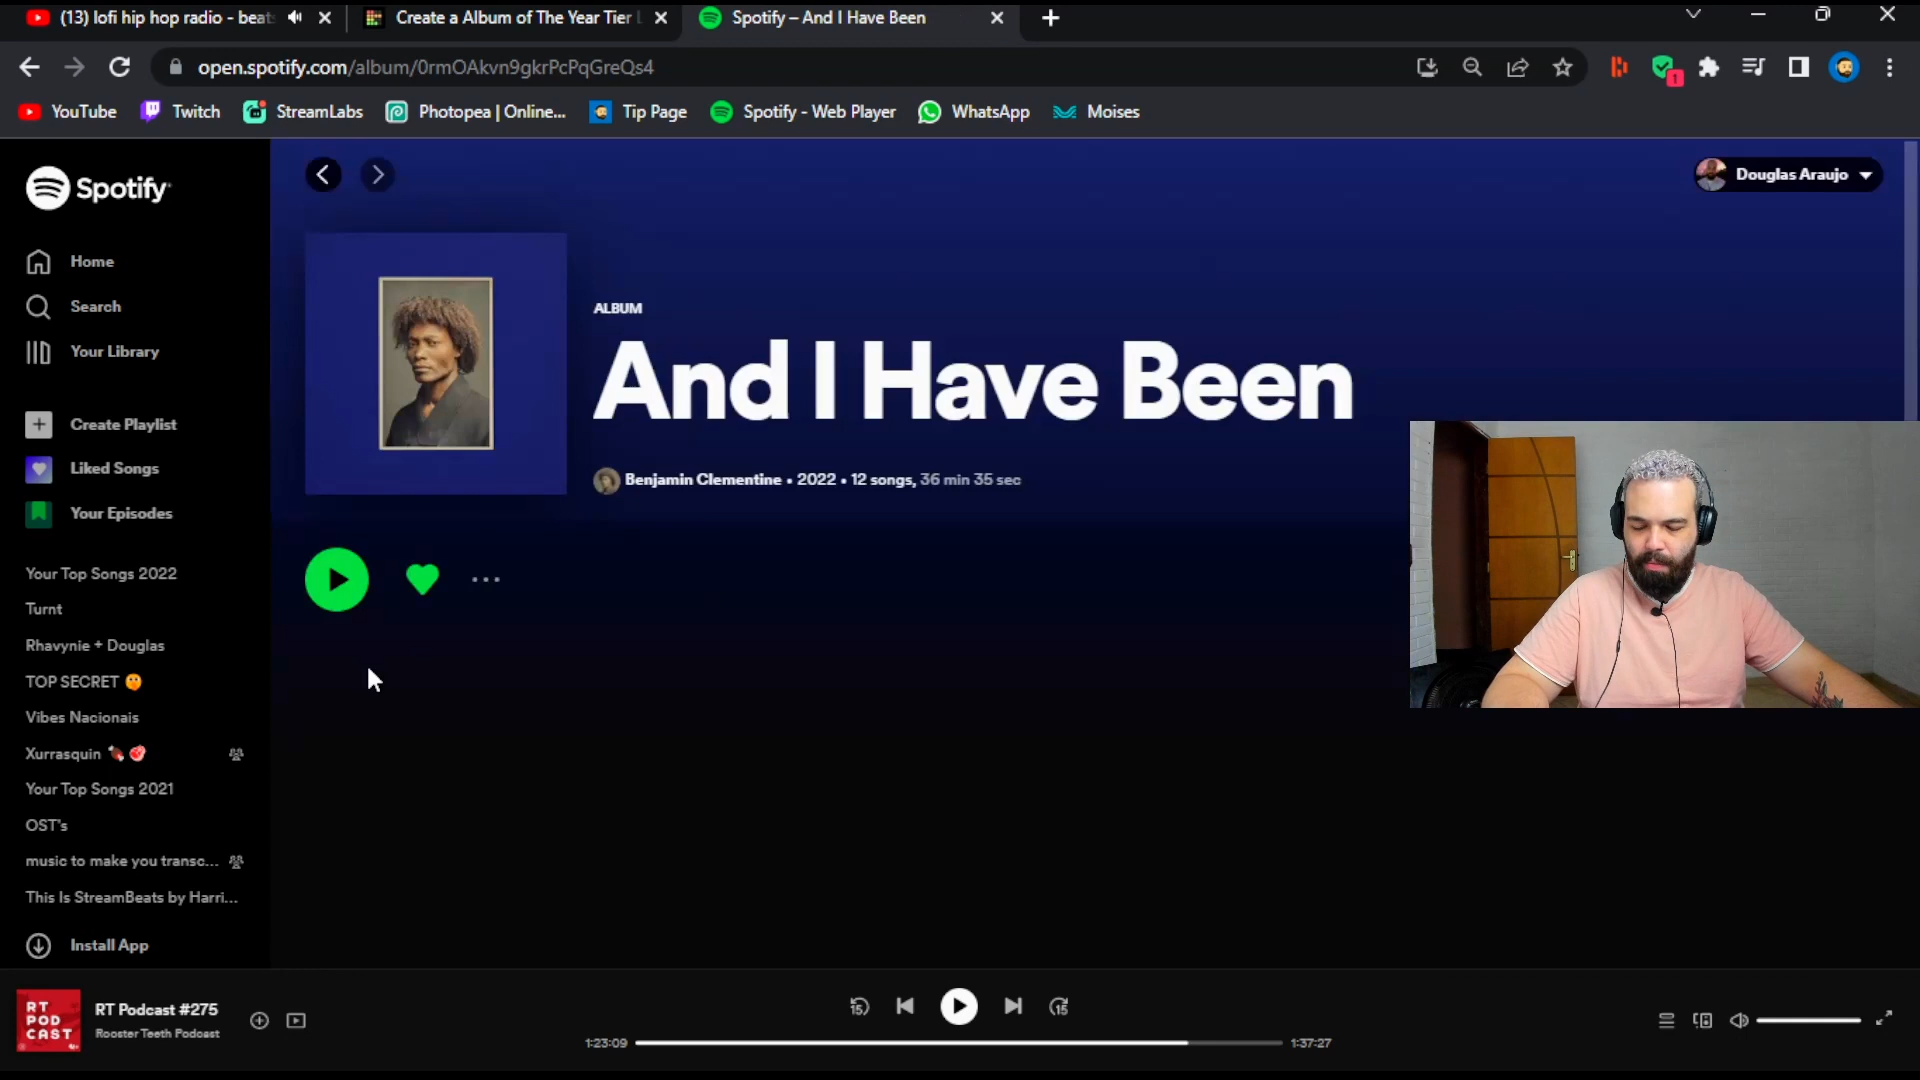 (13) lofi hip hop radio - beat
Create a Album of The Year Tier L
Spotify – And I Have Been
open.spotify.com/album/0rmOAkvn9gkrPcPqGreQs4
1
YouTube
Twitch
StreamLabs
Photopea | Online...
Tip Page
Spotify - Web Player
WhatsApp
Moises
Spotify
Douglas Araujo
Home
Search
Your Library
Create Playlist
Liked Songs
Your Episodes
Your Top Songs 2022
Turnt
Rhavynie + Douglas
TOP SECRET 🤫
Vibes Nacionais
Xurrasquin 🍖🥩
Your Top Songs 2021
OST's
music to make you transc...
This Is StreamBeats by Harri...
Install App
ALBUM
And I Have Been
Benjamin Clementine • 2022 • 12 songs, 36 min 35 sec
RT
POD
CAST
RT Podcast #275
Rooster Teeth Podcast
15
15
1:23:09
1:37:27